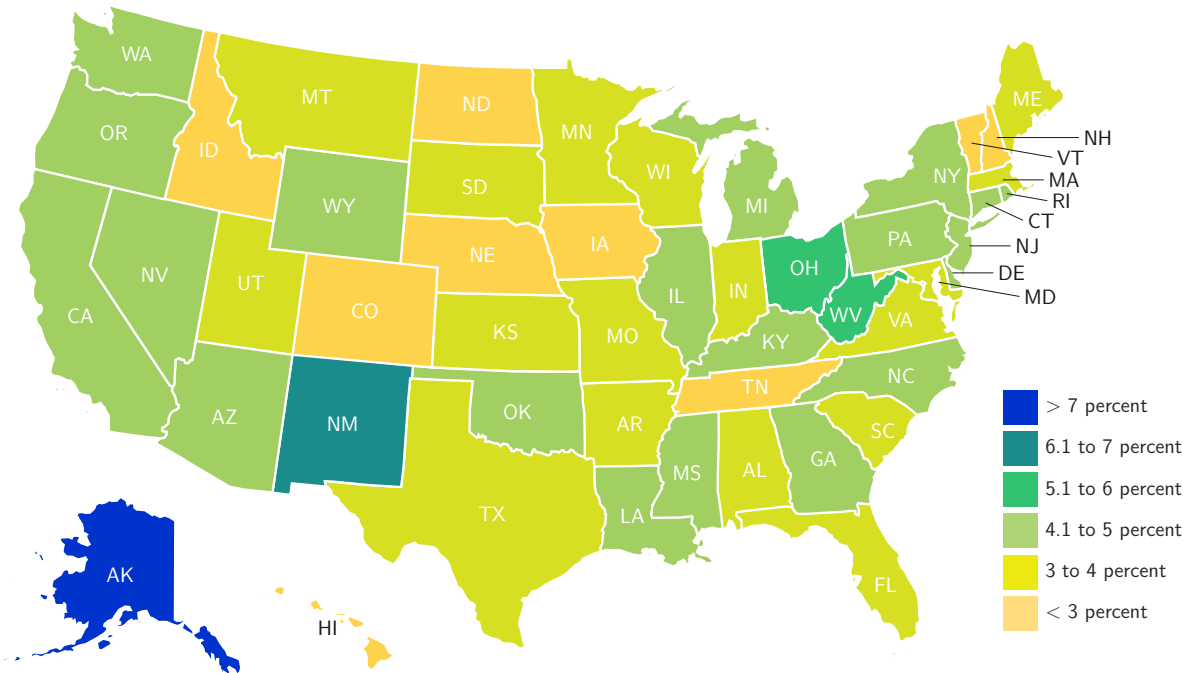 WA
MT
ND
MN
ME
OR
ID
SD
WI
NH
VT
MA
RI
CT
NY
MI
WY
NE
IA
PA
NJ
DE
MD
NV
UT
CO
IL
IN
OH
WV
VA
CA
KS
MO
KY
AZ
NM
OK
AR
TN
NC
SC
TX
LA
MS
AL
GA
FL
AK
HI
> 7 percent
6.1 to 7 percent
5.1 to 6 percent
4.1 to 5 percent
3 to 4 percent
< 3 percent